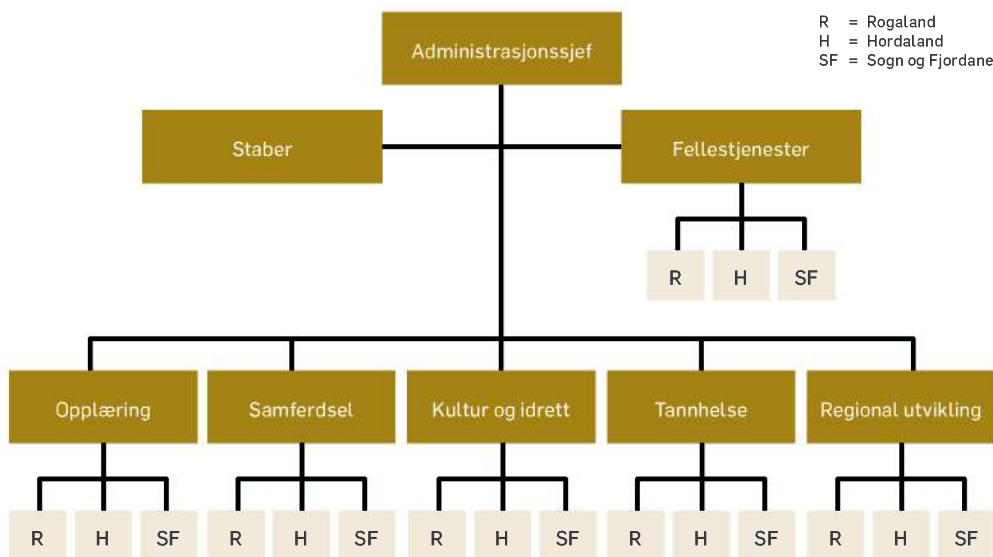 R = Rogaland
H = Hordaland
SF = Sogn og Fjordane
Administrasjonssjef
Staber
Fellestjenester
R H SF
Opplæring Samferdsel Kultur og idrett Tannhelse Regional utvikling
R H SF R H SF R H SF R H SF R H SF